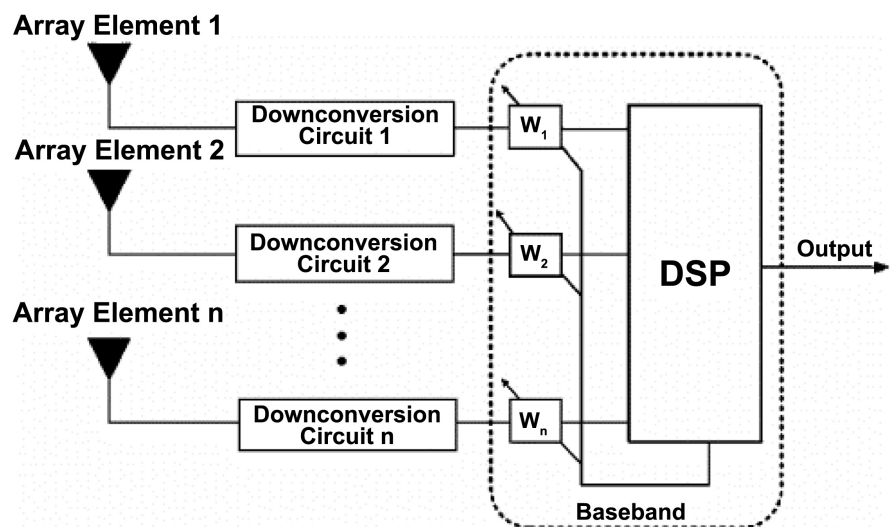 Array Element 1
Downconversion
Circuit 1
W1
Array Element 2
Downconversion
Circuit 2
W2
DSP
Output
Array Element n
Downconversion
Circuit n
Wn
Baseband